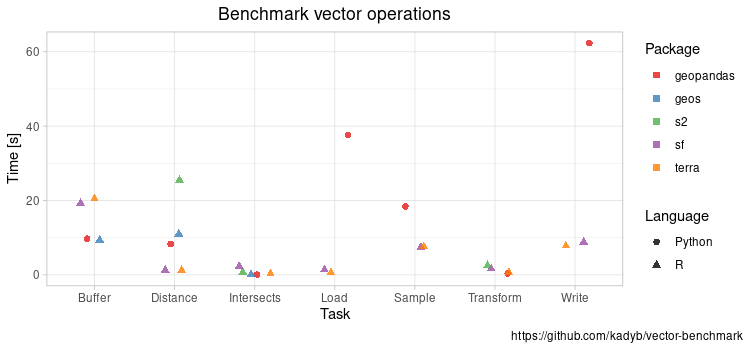 Benchmark vector operations
Time [s]
60
40
20
0
Buffer Distance Intersects Load Sample Transform Write
Task
Package
geopandas
geos
s2
sf
terra
Language
Python
R
https://github.com/kadyb/vector-benchmark